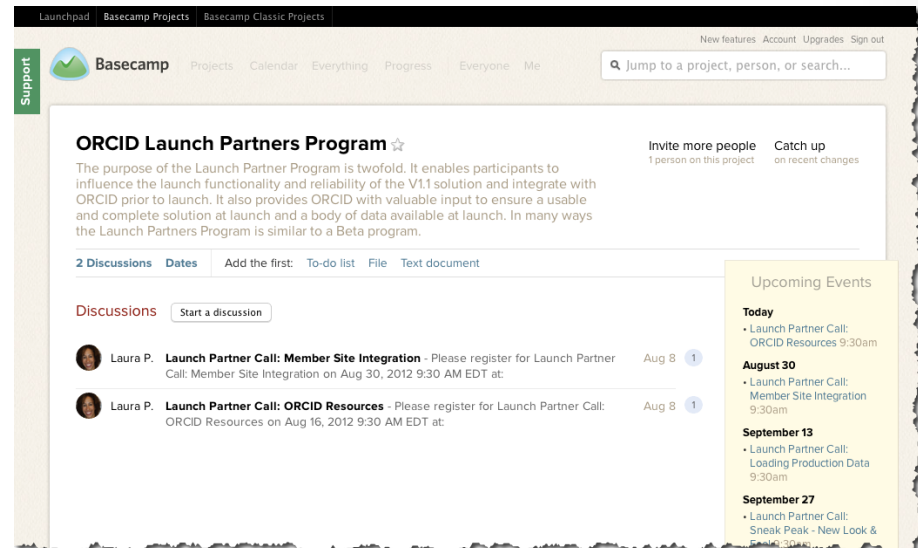 Launchpad Basecamp Projects Basecamp Classic Projects
New features Account Upgrades Sign out
Support
Basecamp Projects Calendar Everything Progress Everyone Me
Jump to a project, person, or search...
ORCID Launch Partners Program
Invite more people Catch up
1 person on this project on recent changes
The purpose of the Launch Partner Program is twofold. It enables participants to
influence the launch functionality and reliability of the V1.1 solution and integrate with
ORCID prior to launch. It also provides ORCID with valuable input to ensure a usable
and complete solution at launch and a body of data available at launch. In many ways
the Launch Partners Program is similar to a Beta program.
2 Discussions Dates Add the first: To-do list File Text document
Discussions Start a discussion
Laura P. Launch Partner Call: Member Site Integration - Please register for Launch Partner Aug 8 1
Call: Member Site Integration on Aug 30, 2012 9:30 AM EDT at:
Laura P. Launch Partner Call: ORCID Resources - Please register for Launch Partner Call: Aug 8 1
ORCID Resources on Aug 16, 2012 9:30 AM EDT at:
Upcoming Events
Today
• Launch Partner Call:
ORCID Resources 9:30am
August 30
• Launch Partner Call:
Member Site Integration
9:30am
September 13
• Launch Partner Call:
Loading Production Data
9:30am
September 27
• Launch Partner Call:
Sneak Peak - New Look &
9:30am